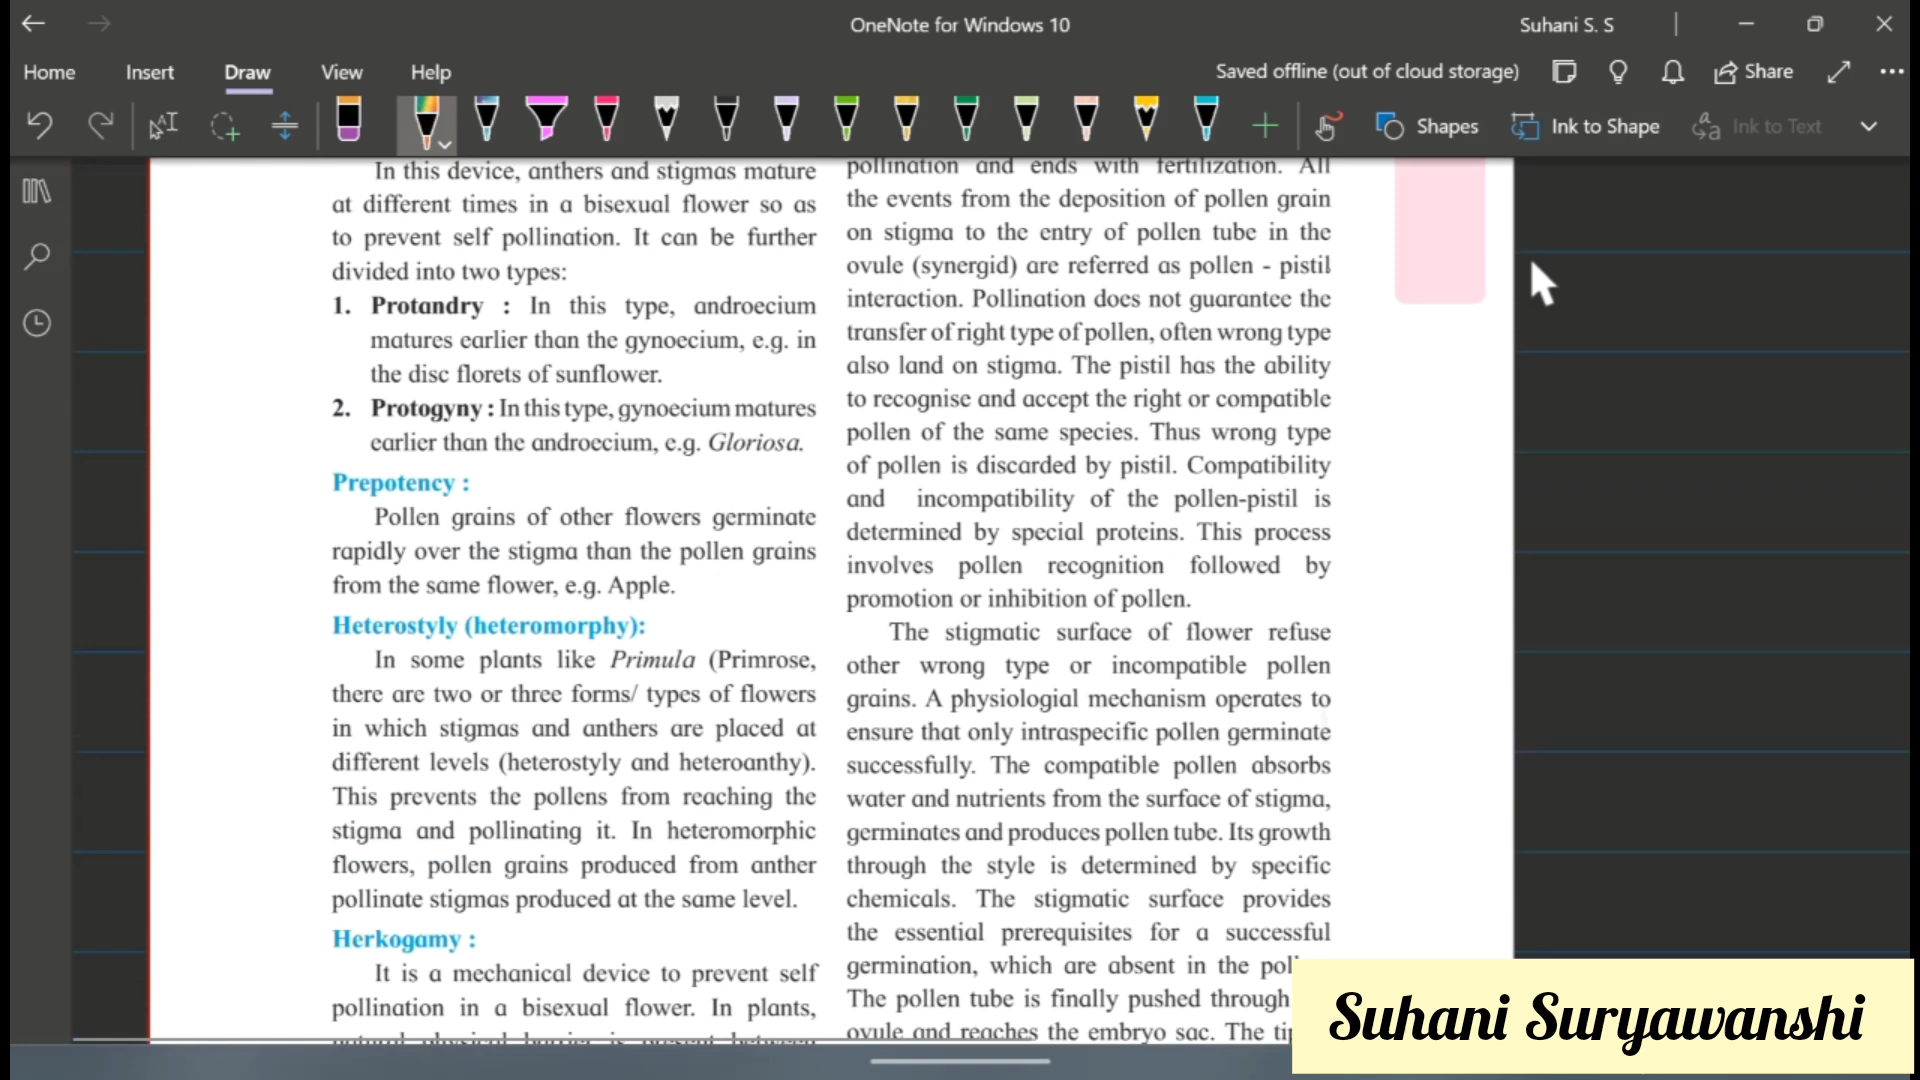 OneNote for Windows 10
Suhani S. S
Home
Insert
Draw
View
Help
Saved offline (out of cloud storage)
Share
Shapes
Ink to Shape
Ink to Text
In this device, anthers and stigmas mature
at different times in a bisexual flower so as
to prevent self pollination. It can be further
divided into two types:
1. Protandry : In this type, androecium
matures earlier than the gynoecium, e.g. in
the disc florets of sunflower.
2. Protogyny : In this type, gynoecium matures
earlier than the androecium, e.g. Gloriosa.
Prepotency :
Pollen grains of other flowers germinate
rapidly over the stigma than the pollen grains
from the same flower, e.g. Apple.
Heterostyly (heteromorphy):
In some plants like Primula (Primrose,
there are two or three forms/ types of flowers
in which stigmas and anthers are placed at
different levels (heterostyly and heteroanthy).
This prevents the pollens from reaching the
stigma and pollinating it. In heteromorphic
flowers, pollen grains produced from anther
pollinate stigmas produced at the same level.
Herkogamy :
It is a mechanical device to prevent self
pollination in a bisexual flower. In plants,
pollination and ends with fertilization. All
the events from the deposition of pollen grain
on stigma to the entry of pollen tube in the
ovule (synergid) are referred as pollen - pistil
interaction. Pollination does not guarantee the
transfer of right type of pollen, often wrong type
also land on stigma. The pistil has the ability
to recognise and accept the right or compatible
pollen of the same species. Thus wrong type
of pollen is discarded by pistil. Compatibility
and incompatibility of the pollen-pistil is
determined by special proteins. This process
involves pollen recognition followed by
promotion or inhibition of pollen.
The stigmatic surface of flower refuse
other wrong type or incompatible pollen
grains. A physiologial mechanism operates to
ensure that only intraspecific pollen germinate
successfully. The compatible pollen absorbs
water and nutrients from the surface of stigma,
germinates and produces pollen tube. Its growth
through the style is determined by specific
chemicals. The stigmatic surface provides
the essential prerequisites for a successful
germination, which are absent in the
The pollen tube is finally pushed through
ovule and reaches the embryo sac. The
Suhani Suryawanshi